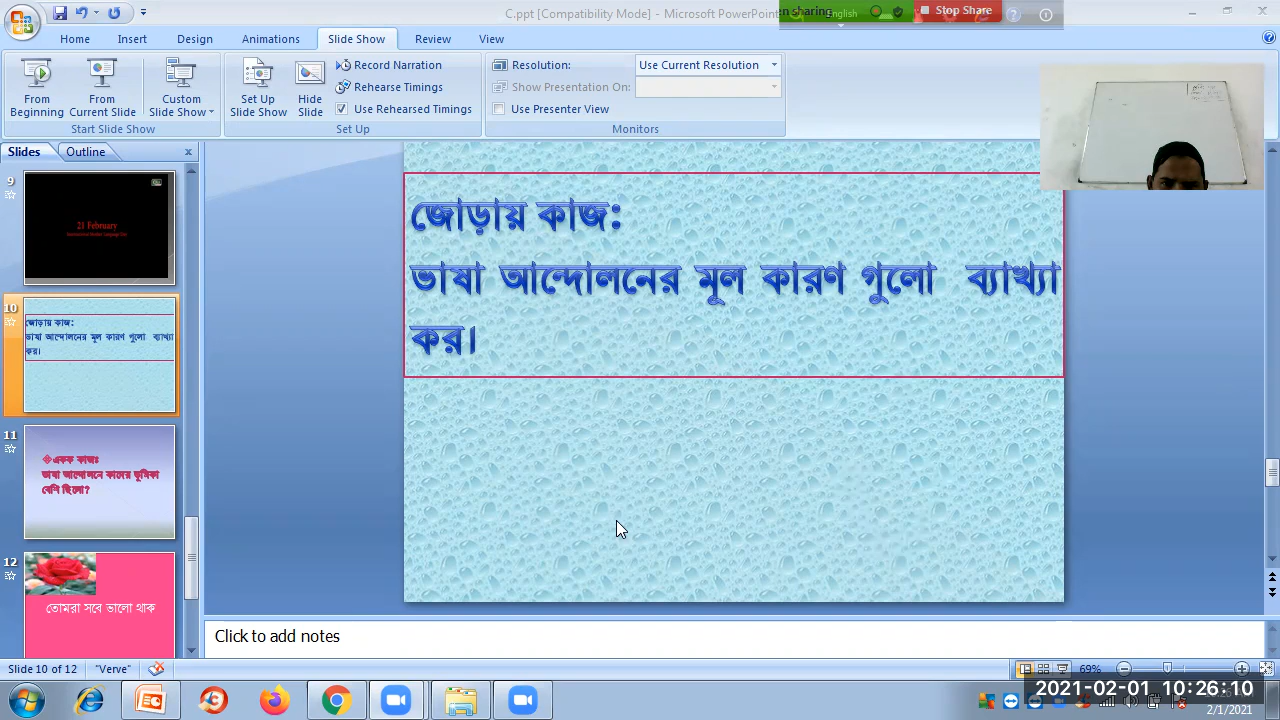 C.ppt [Compatibility Mode] - Microsoft PowerPoint
n sharing
English
Stop Share
Home Insert Design Animations Slide Show Review View
From Beginning
From Current Slide
Custom Slide Show
Start Slide Show
Set Up Slide Show
Hide Slide
Record Narration
Rehearse Timings
Use Rehearsed Timings
Set Up
Resolution: Use Current Resolution
Show Presentation On:
Use Presenter View
Monitors
Slides Outline
9
21 February
10
জোড়ায় কাজ:
ভাষা আন্দোলনের মূল কারণ গুলো ব্যাখ্যা
কর।
11
❖একক কাজঃ
ভাষা আন্দোলনে কাদের ভুমিকা
বেশি ছিলো?
12
তোমরা সবে ভালো থাক
জোড়ায় কাজ:
ভাষা আন্দোলনের মূল কারণ গুলো ব্যাখ্যা
কর।
Click to add notes
Slide 10 of 12 "Verve" 69%
2021-02-01 10:26:10
2/1/2021